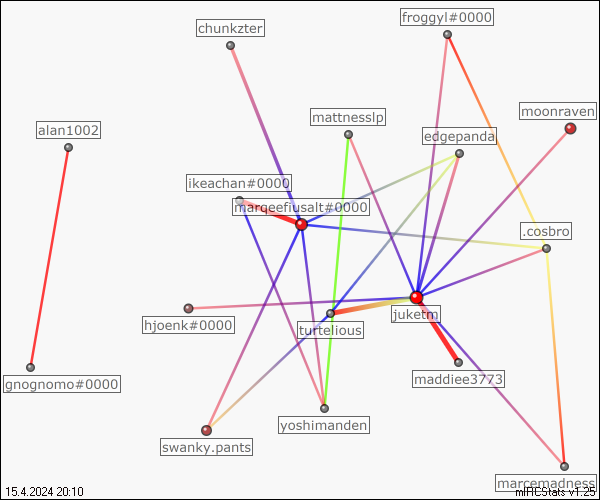 froggyl#0000
chunkzter
moonraven
mattnesslp
alan1002
edgepanda
ikeachan#0000
marqeefiusalt#0000
.cosbro
juketm
hjoenk#0000
turtelious
maddiee3773
gnognomo#0000
yoshimanden
swanky.pants
marcemadness
15.4.2024 20:10
mIRCStats v1.25